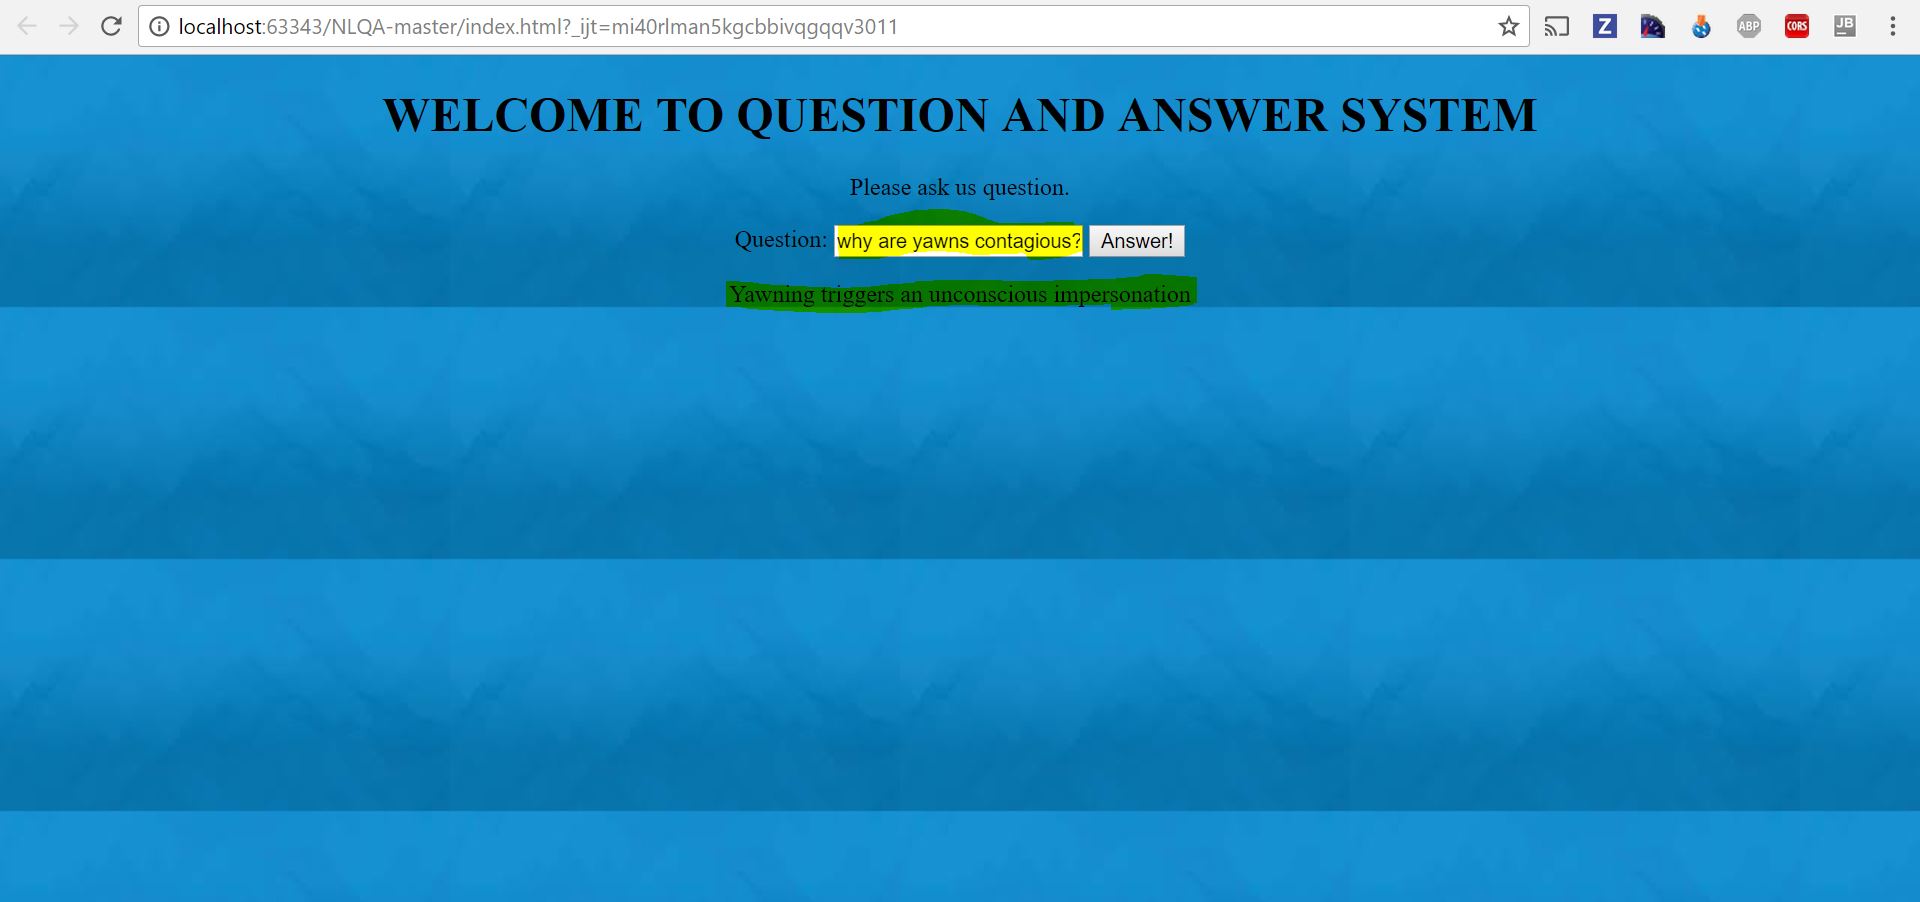 localhost:63343/NLQA-master/index.html?_ijt=mi40rlman5kgcbbivqgqqv3011
Z
ABP
CORS
JB
WELCOME TO QUESTION AND ANSWER SYSTEM
Please ask us question.
Question: why are yawns contagious? Answer!
Yawning triggers an unconscious impersonation